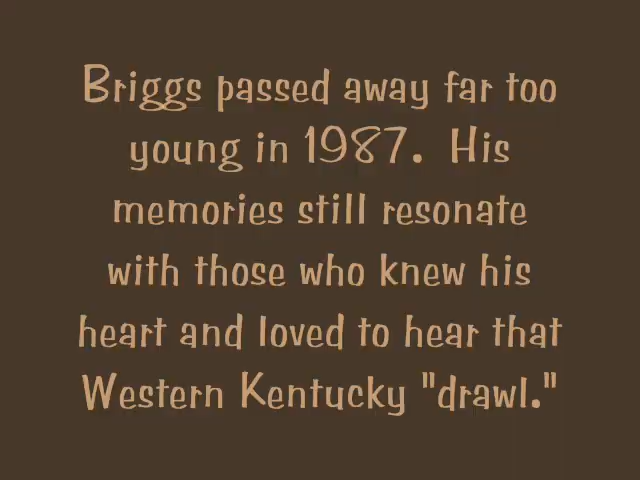 Briggs passed away far too
young in 1987.  His
memories still resonate
with those who knew his
heart and loved to hear that
Western Kentucky "drawl."